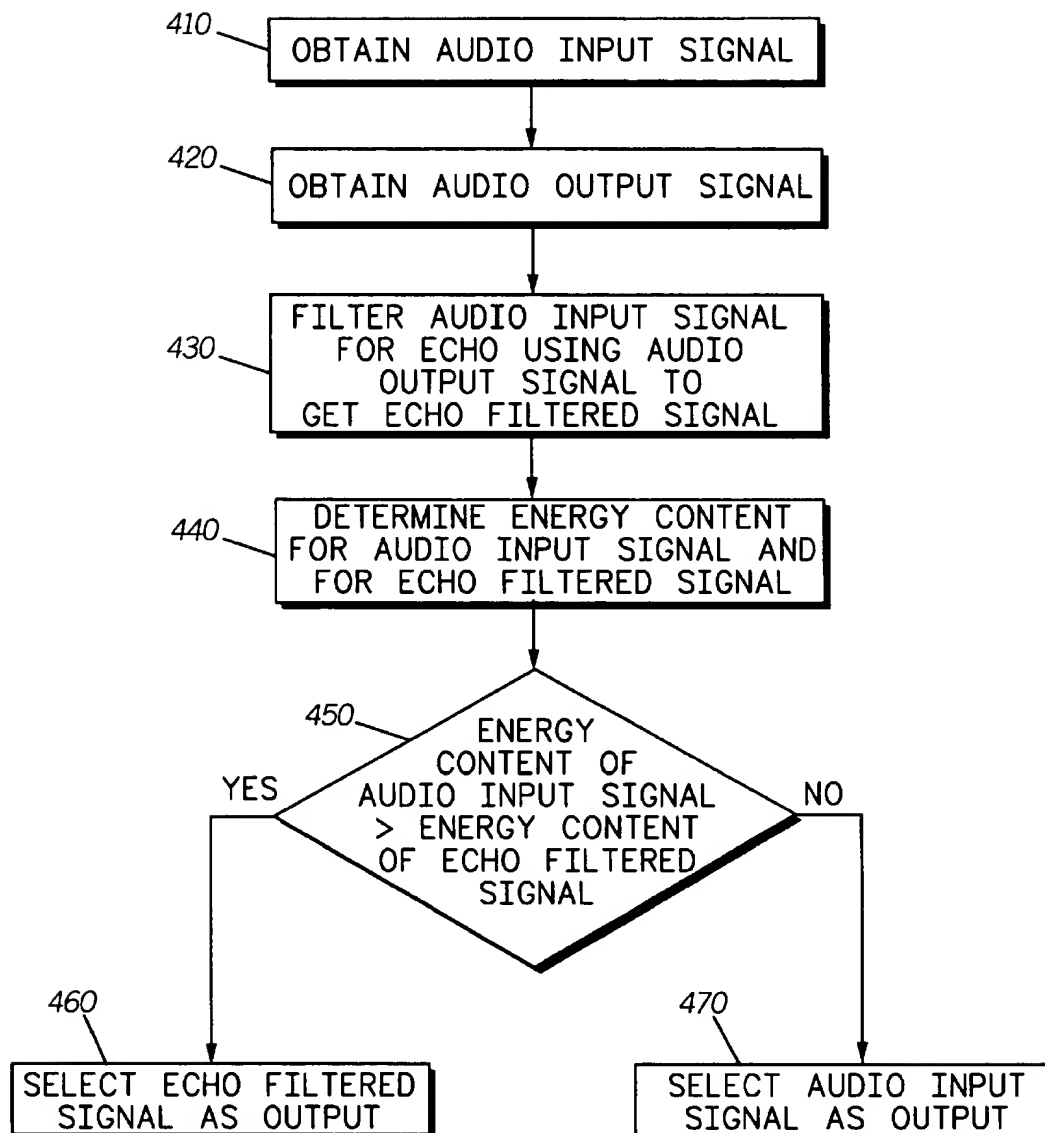 410
OBTAIN AUDIO INPUT SIGNAL
420
OBTAIN AUDIO OUTPUT SIGNAL
430
FILTER AUDIO INPUT SIGNAL
FOR ECHO USING AUDIO
OUTPUT SIGNAL TO
GET ECHO FILTERED SIGNAL
440
DETERMINE ENERGY CONTENT
FOR AUDIO INPUT SIGNAL AND
FOR ECHO FILTERED SIGNAL
450
ENERGY
CONTENT OF
AUDIO INPUT SIGNAL
> ENERGY CONTENT
OF ECHO FILTERED
SIGNAL
YES
NO
460
SELECT ECHO FILTERED
SIGNAL AS OUTPUT
470
SELECT AUDIO INPUT
SIGNAL AS OUTPUT